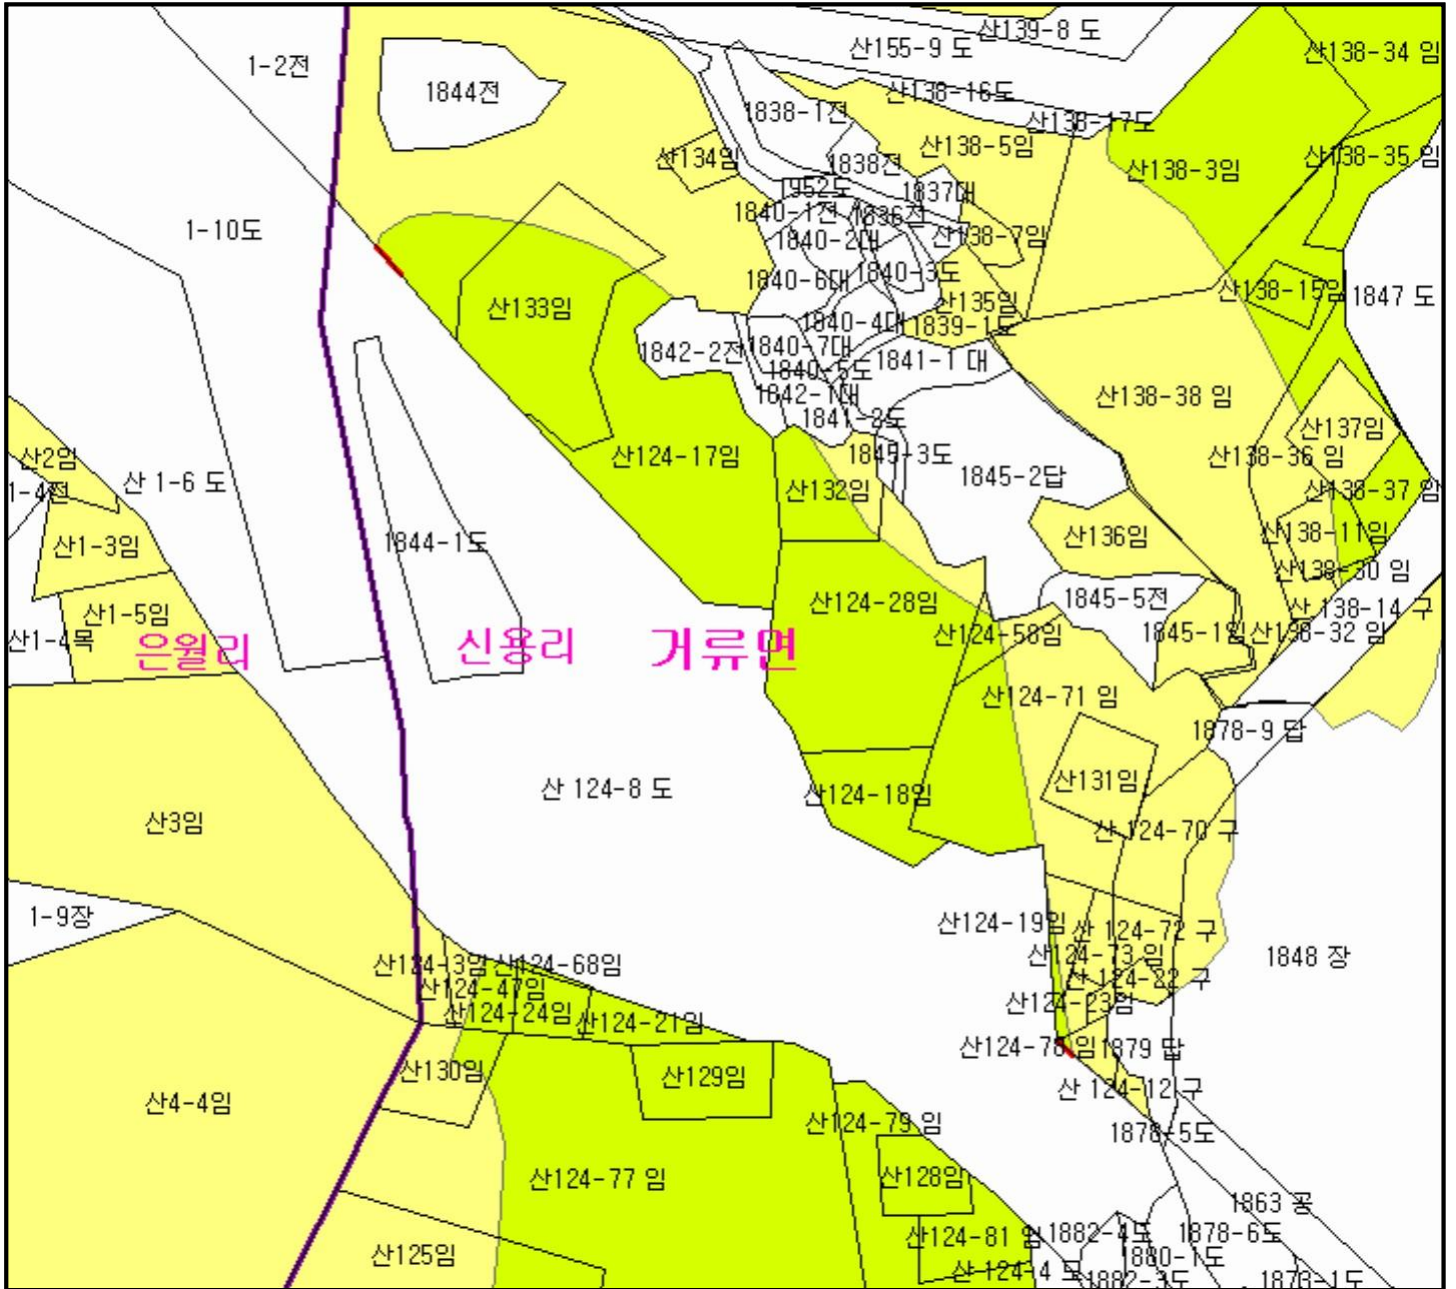 산139-8 도
산155-9 도
산138-34 임
1-2전
1844전
산138-16도
1838-1전
산138-17도
산138-5임
산134임
1838전
산138-3임
산138-35 임
1952도
1837대
1840-1전
1836전
1-10도
1840-2대
산138-7임
1840-6대
1840-3도
산138-15임
1847 도
산133임
산135임
1840-4대
1839-1도
1842-2전
1840-7대
1841-1 대
1840-5도
1842-1대
산138-38 임
1841-2도
산137임
산2임
산124-17임
1845-3도
산138-36 임
1-4전
산 1-6 도
산132임
1845-2답
산138-37 임
산1-3임
1844-1도
산136임
산138-11임
산138-30 임
산1-5임
산124-28임
1845-5전
산 138-14 구
산1-4목
은월리
신용리
거류면
산124-58임
1845-1임
산138-32 임
산124-71 임
1878-9 답
산 124-8 도
산124-18임
산131임
산3임
산 124-70 구
1-9장
산124-19임
산 124-72 구
산124-73 임
1848 장
산124-3임
산124-68임
산124-47임
산124-22 구
산124-24임
산124-21임
산124-23임
산124-78 임
1879 답
산130임
산129임
산 124-12 구
산4-4임
산124-79 임
1878-5도
산124-77 임
산128임
1863 공
산125임
산124-81 임
1882-4도
1878-6도
1880-1도
산 124-4 도
1882-3도
1878-1도